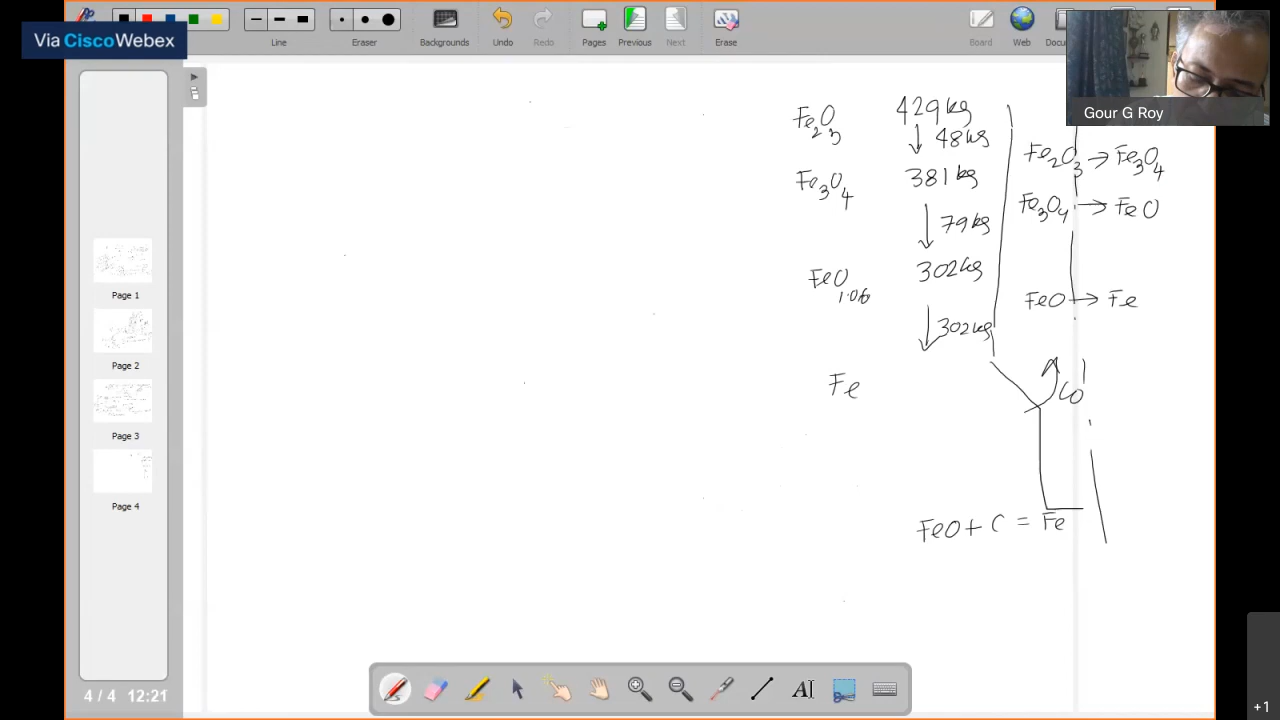 Via Cisco Webex
Line
Eraser
Backgrounds
Undo
Redo
Pages
Previous
Next
Erase
Board
Web
Gour G Roy
Fe2O3 429 kg
↓ 48 kg
Fe3O4 381 kg
↓ 79 kg
FeO1.06 302 kg
↓ 302 kg
Fe
Fe2O3 → Fe3O4
Fe3O4 → FeO
FeO → Fe
CO
FeO + C = Fe
Page 1
Page 2
Page 3
Page 4
4 / 4 12:21
AI
+1